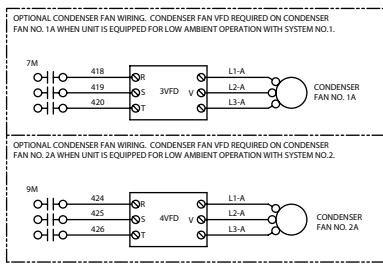 OPTIONAL CONDENSER FAN WIRING. CONDENSER FAN VFD REQUIRED ON CONDENSER
FAN NO. 1A WHEN UNIT IS EQUIPPED FOR LOW AMBIENT OPERATION WITH SYSTEM NO.1.
7M
418
419
420
R
S
T
3VFD
V
L1-A
L2-A
L3-A
CONDENSER
FAN NO. 1A
OPTIONAL CONDENSER FAN WIRING. CONDENSER FAN VFD REQUIRED ON CONDENSER
FAN NO. 2A WHEN UNIT IS EQUIPPED FOR LOW AMBIENT OPERATION WITH SYSTEM NO.2.
9M
424
425
426
R
S
T
4VFD
V
L1-A
L2-A
L3-A
CONDENSER
FAN NO. 2A